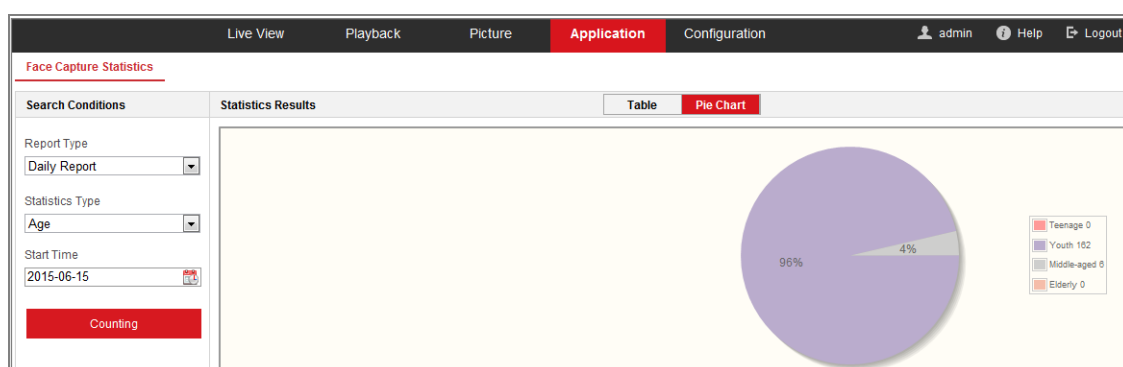 Live View Playback Picture Application Configuration admin Help Logout
Face Capture Statistics
Search Conditions
Statistics Results Table Pie Chart
Report Type
Daily Report
Statistics Type
Age
Start Time
2015-06-15
Counting
96%
4%
Teenage 0
Youth 162
Middle-aged 6
Elderly 0